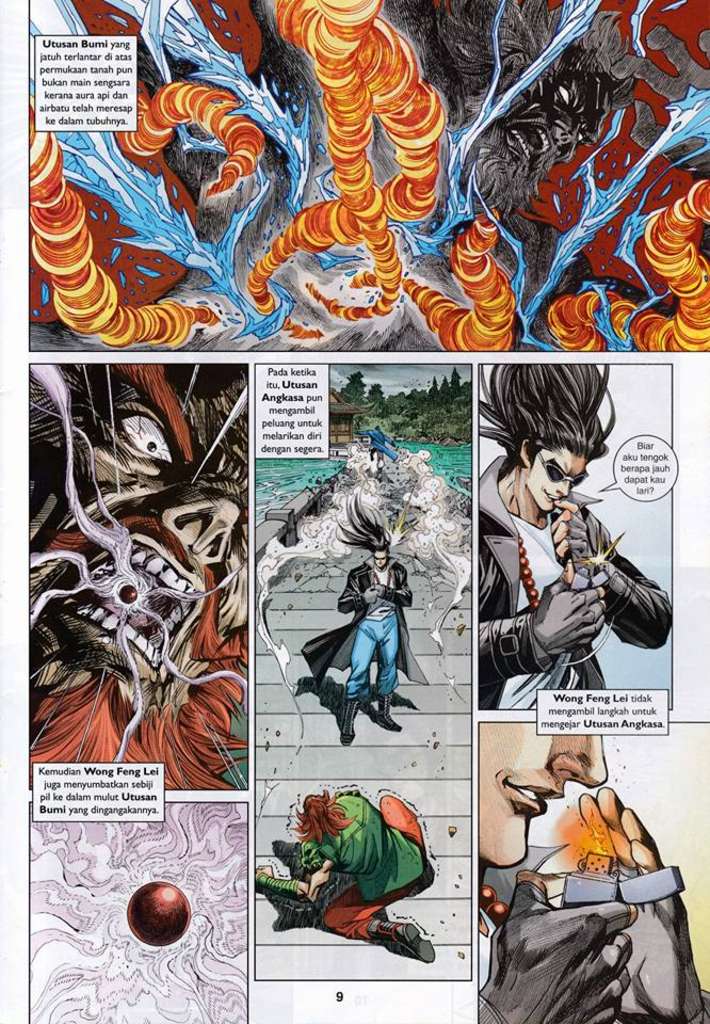 Utusan Bumi yang
jatuh terlantar di atas
permukaan tanah pun
bukan main sengsara
kerana aura api dan
airbatu telah meresap
ke dalam tubuhnya.
Kemudian Wong Feng Lei
juga menyumbatkan sebiji
pil ke dalam mulut Utusan
Bumi yang dingangakannya.
Pada ketika
itu, Utusan
Angkasa pun
mengambil
peluang untuk
melarikan diri
dengan segera.
Biar
aku tengok
berapa jauh
dapat kau
lari?
Wong Feng Lei tidak
mengambil langkah untuk
mengejar Utusan Angkasa.
9